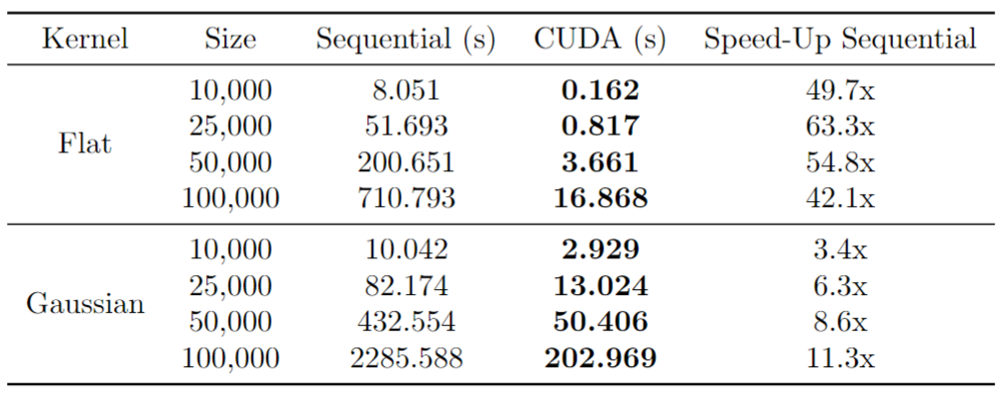 Kernel Size Sequential (s) CUDA (s) Speed-Up Sequential
Flat
10,000 8.051 0.162 49.7x
25,000 51.693 0.817 63.3x
50,000 200.651 3.661 54.8x
100,000 710.793 16.868 42.1x
Gaussian
10,000 10.042 2.929 3.4x
25,000 82.174 13.024 6.3x
50,000 432.554 50.406 8.6x
100,000 2285.588 202.969 11.3x